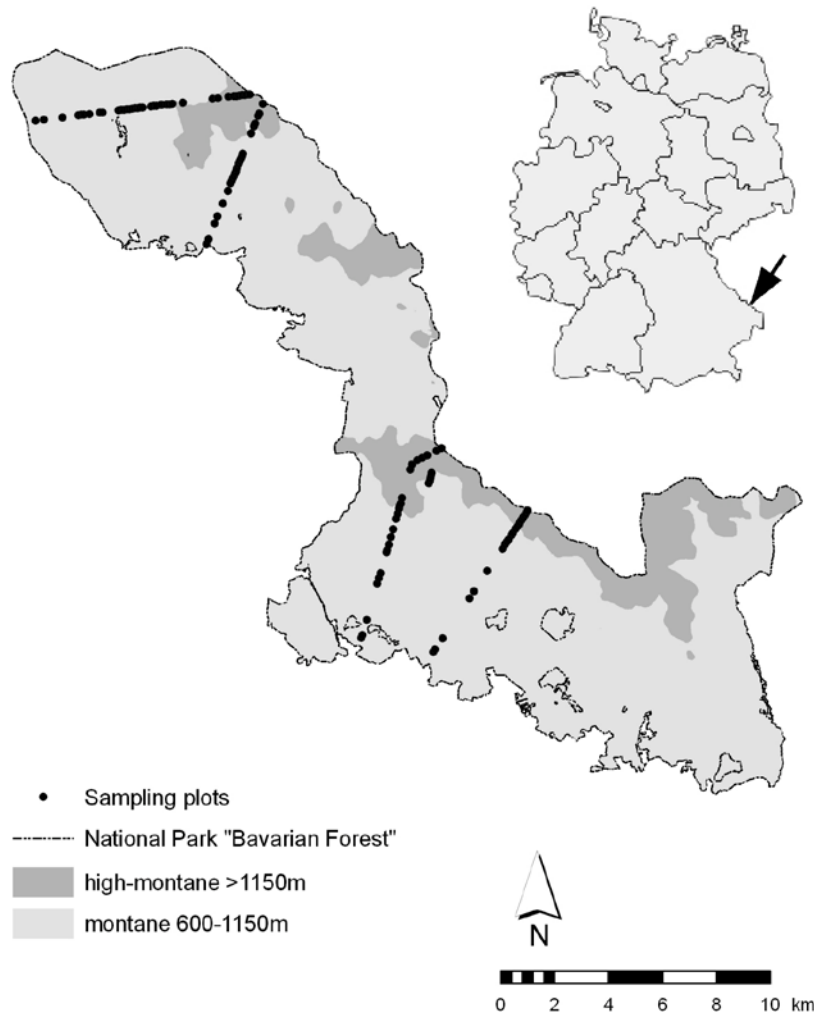 Sampling plots
National Park "Bavarian Forest"
high-montane >1150m
montane 600-1150m
N
0 2 4 6 8 10 km